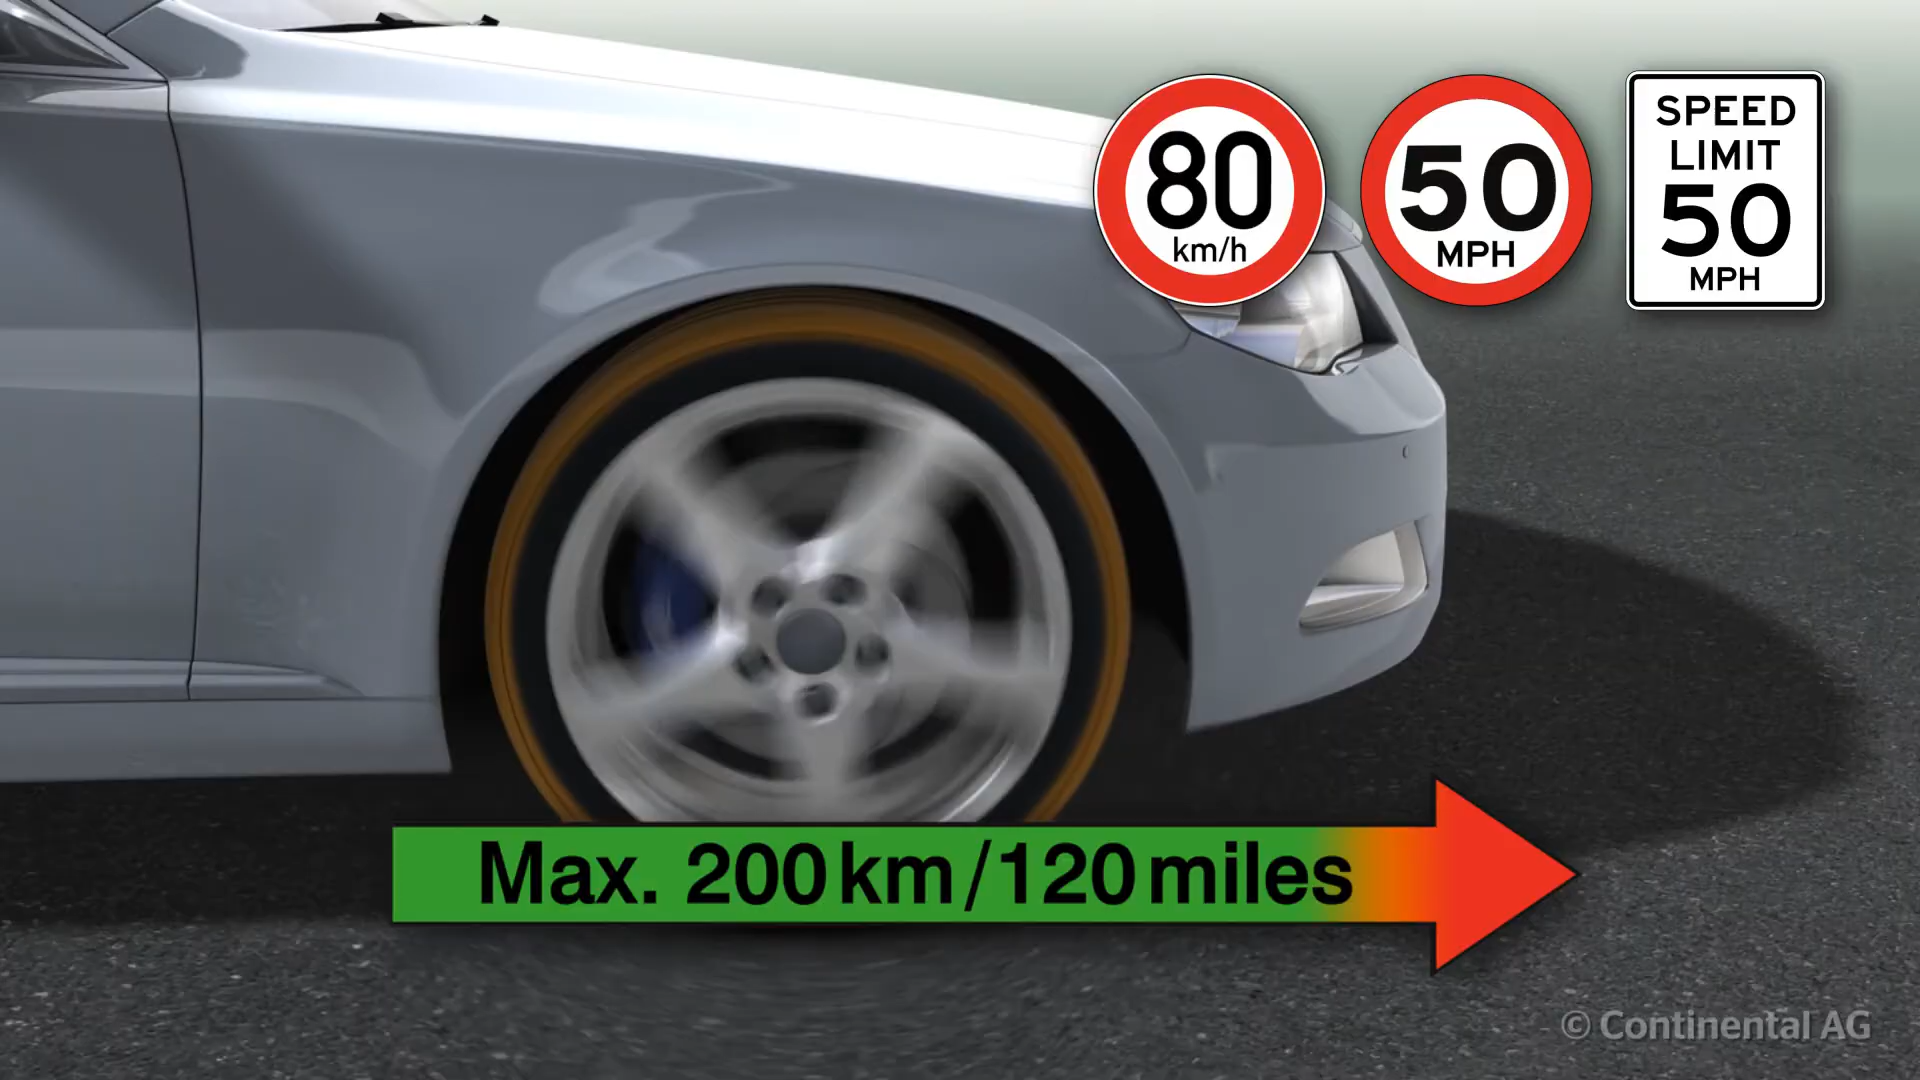 80
km/h
50
MPH
SPEED
LIMIT
50
MPH
Max. 200 km/120 miles
© Continental AG